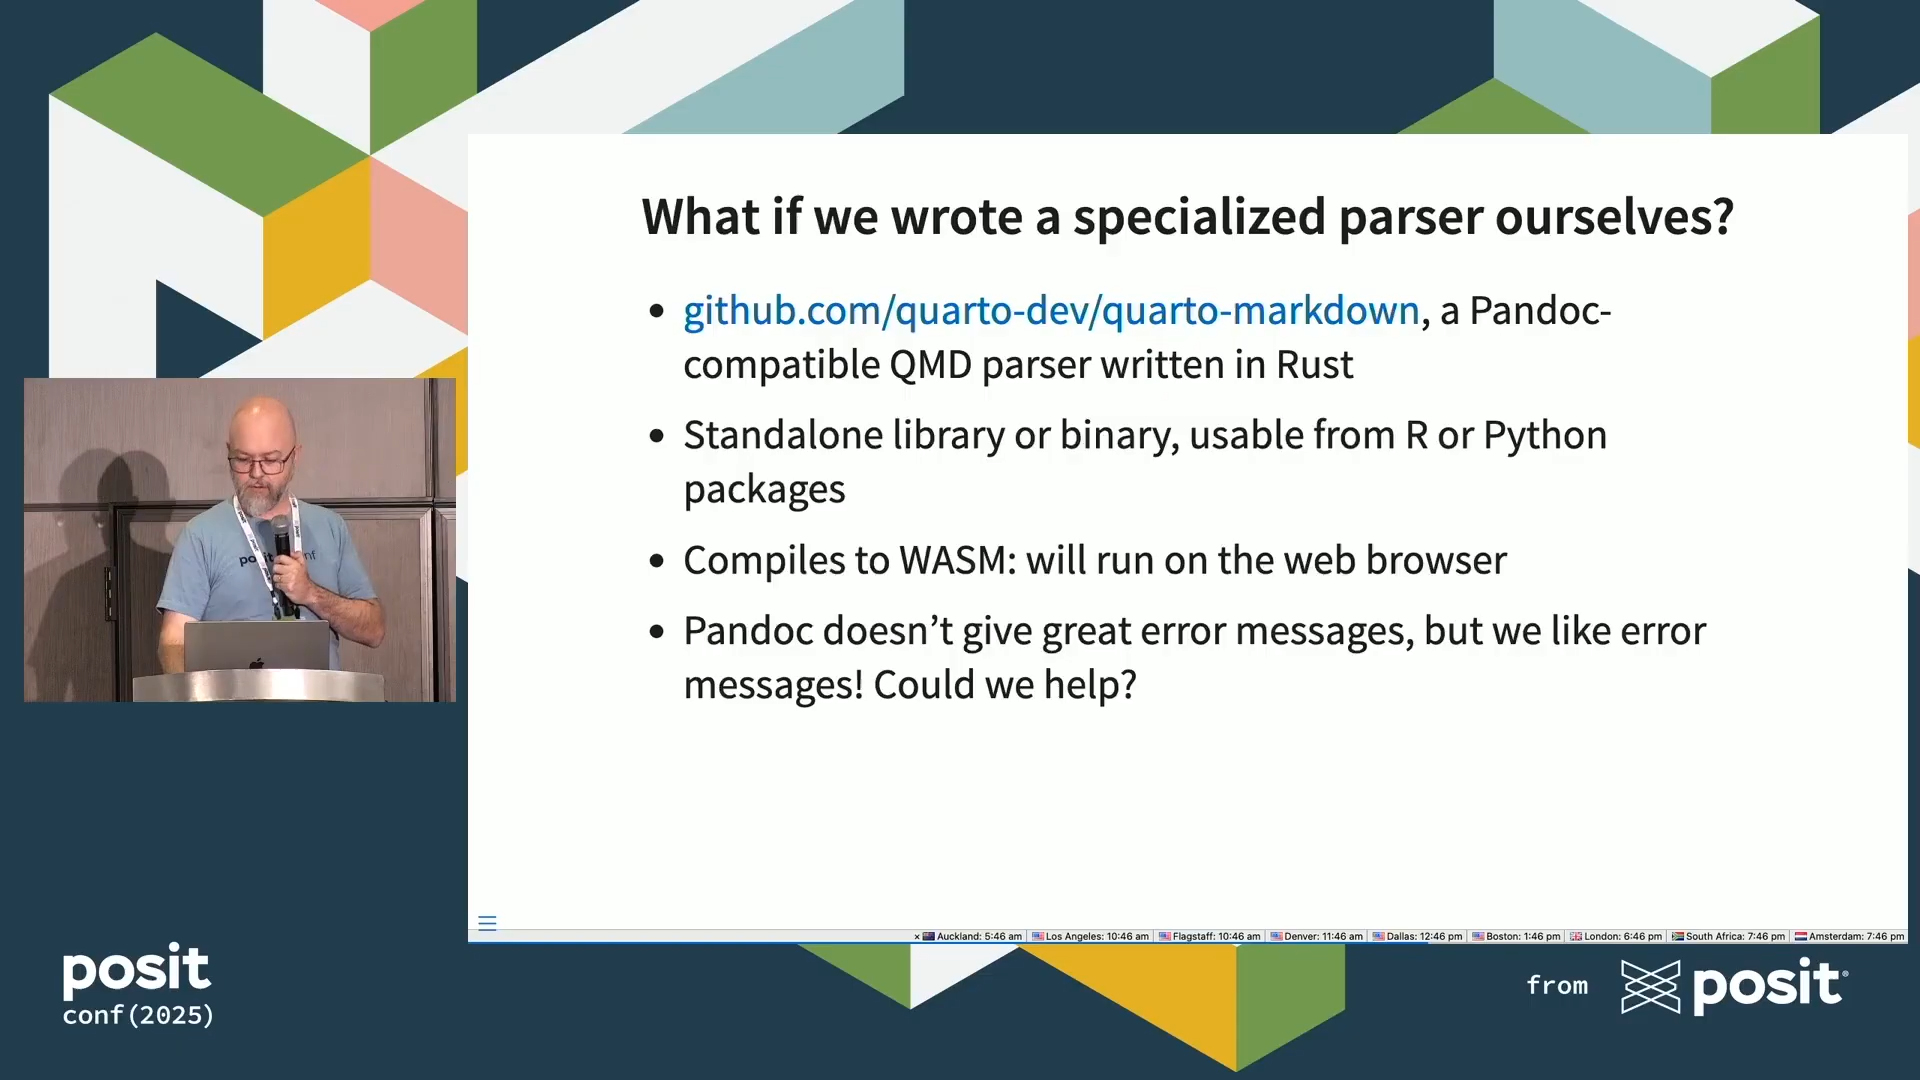 What if we wrote a specialized parser ourselves?
• github.com/quarto-dev/quarto-markdown, a Pandoc-
compatible QMD parser written in Rust
• Standalone library or binary, usable from R or Python
packages
• Compiles to WASM: will run on the web browser
• Pandoc doesn’t give great error messages, but we like error
messages! Could we help?
× Auckland: 5:46 am Los Angeles: 10:46 am Flagstaff: 10:46 am Denver: 11:46 am Dallas: 12:46 pm Boston: 1:46 pm London: 6:46 pm South Africa: 7:46 pm Amsterdam: 7:46 pm
posit
conf(2025)
from posit®